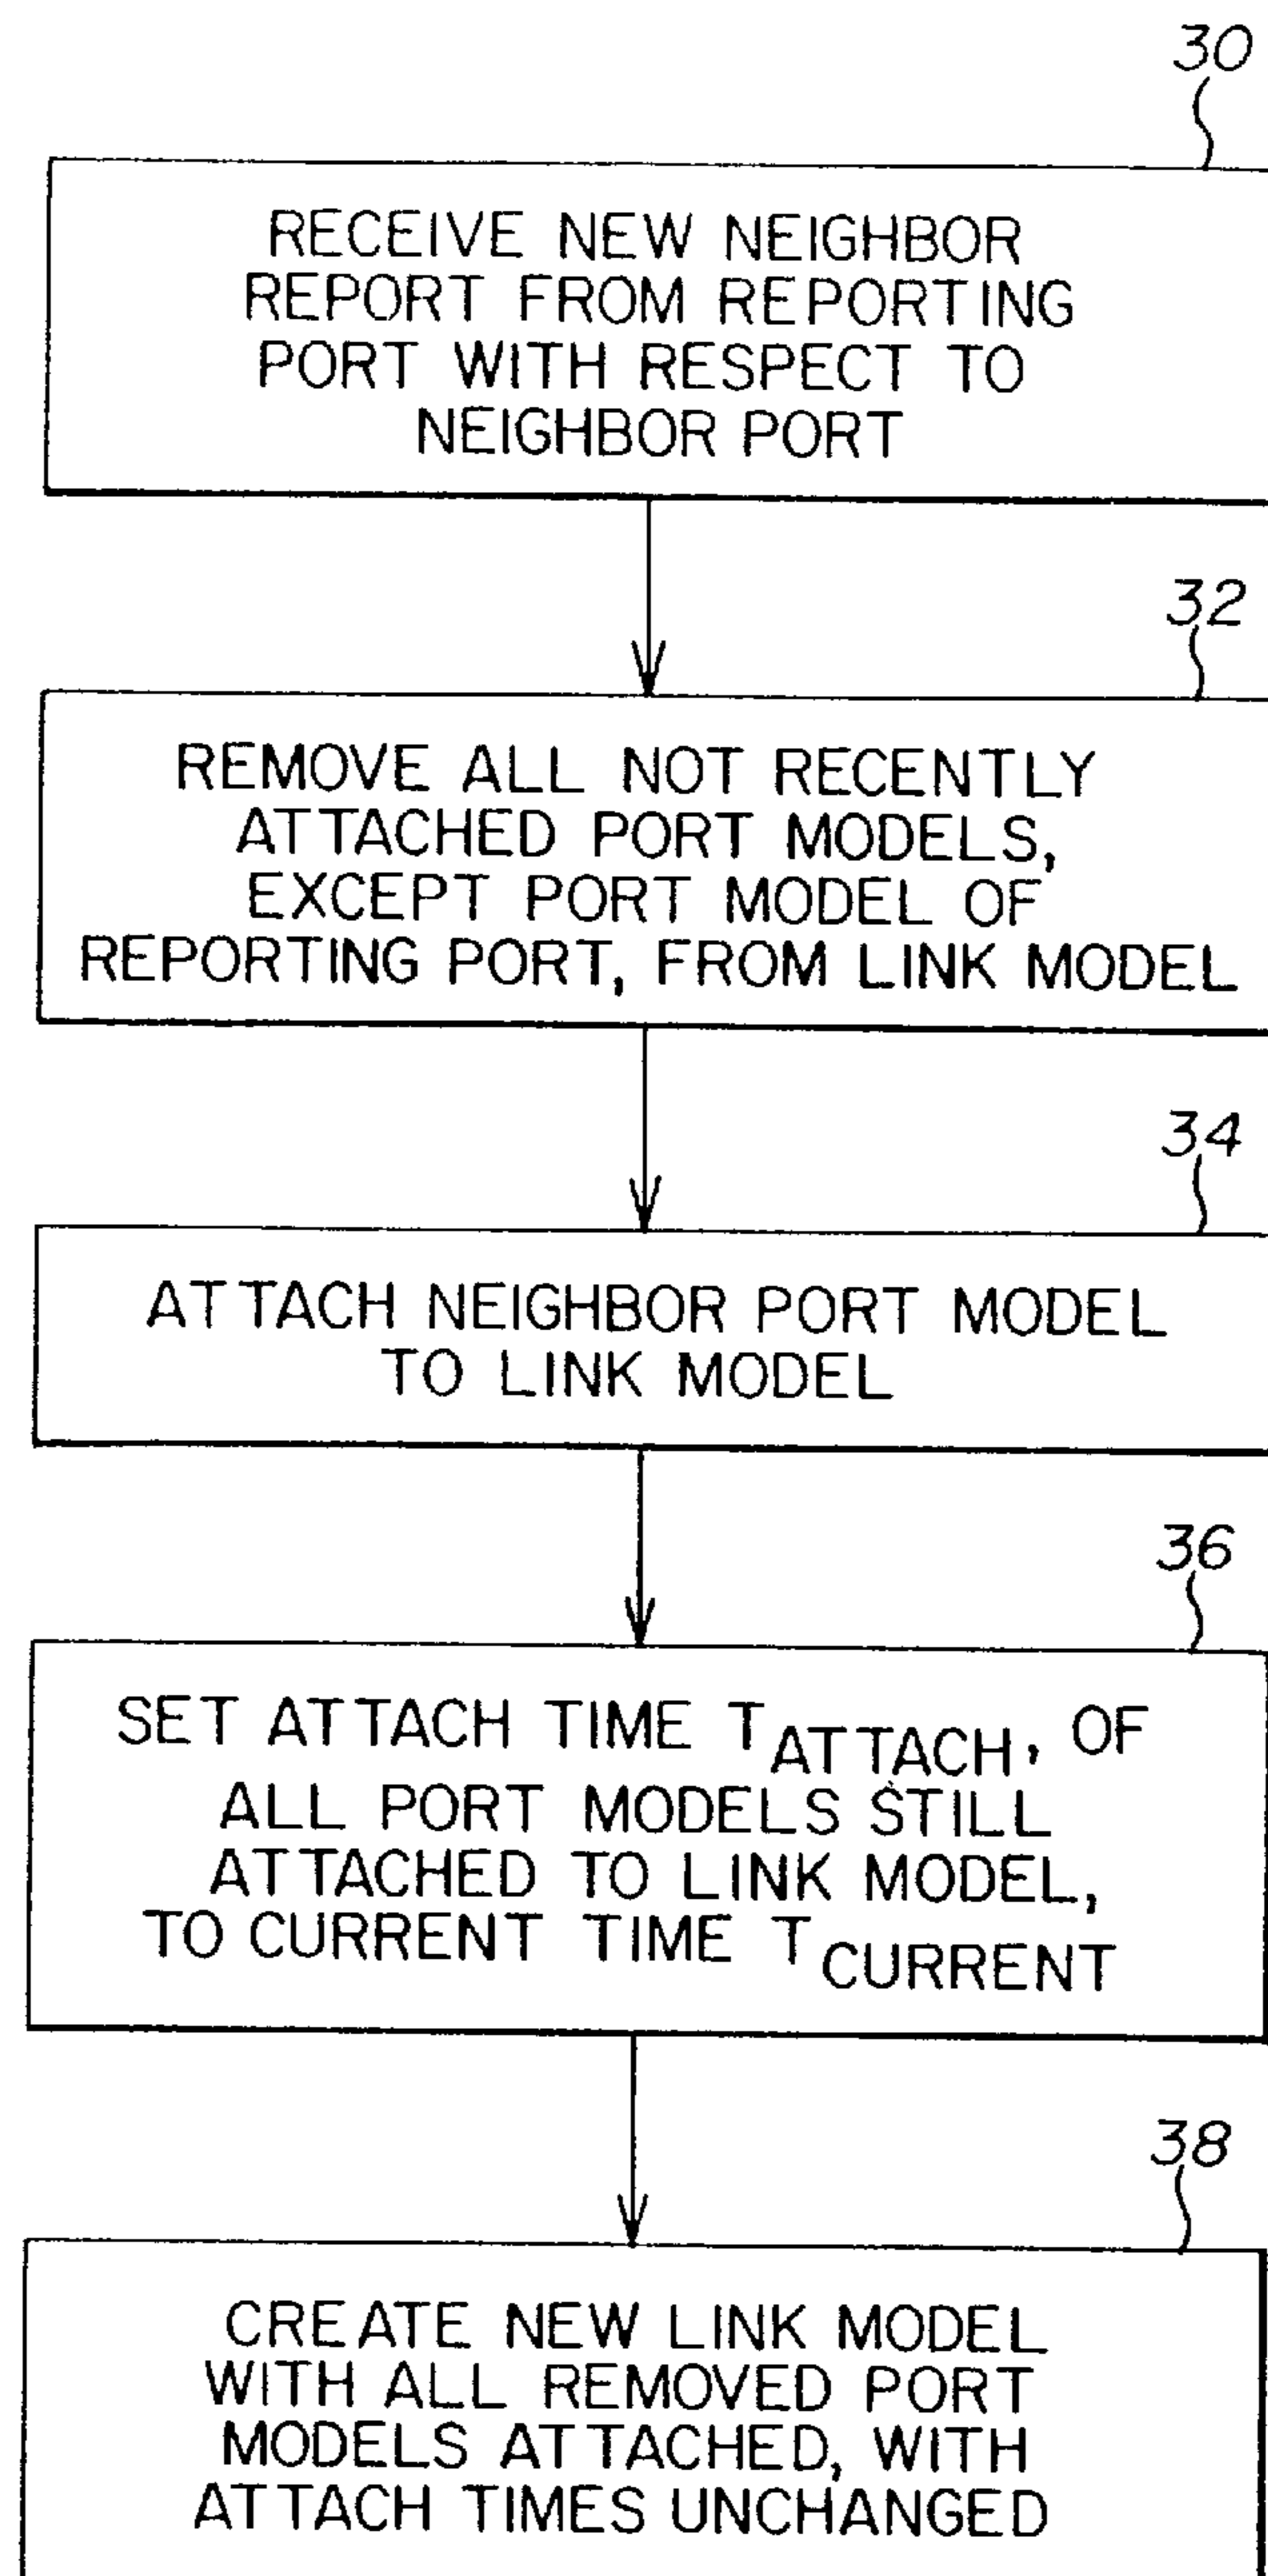 30
RECEIVE NEW NEIGHBOR
REPORT FROM REPORTING
PORT WITH RESPECT TO
NEIGHBOR PORT
32
REMOVE ALL NOT RECENTLY
ATTACHED PORT MODELS,
EXCEPT PORT MODEL OF
REPORTING PORT, FROM LINK MODEL
34
ATTACH NEIGHBOR PORT MODEL
TO LINK MODEL
36
SET ATTACH TIME TATTACH, OF
ALL PORT MODELS STILL
ATTACHED TO LINK MODEL,
TO CURRENT TIME TCURRENT
38
CREATE NEW LINK MODEL
WITH ALL REMOVED PORT
MODELS ATTACHED, WITH
ATTACH TIMES UNCHANGED